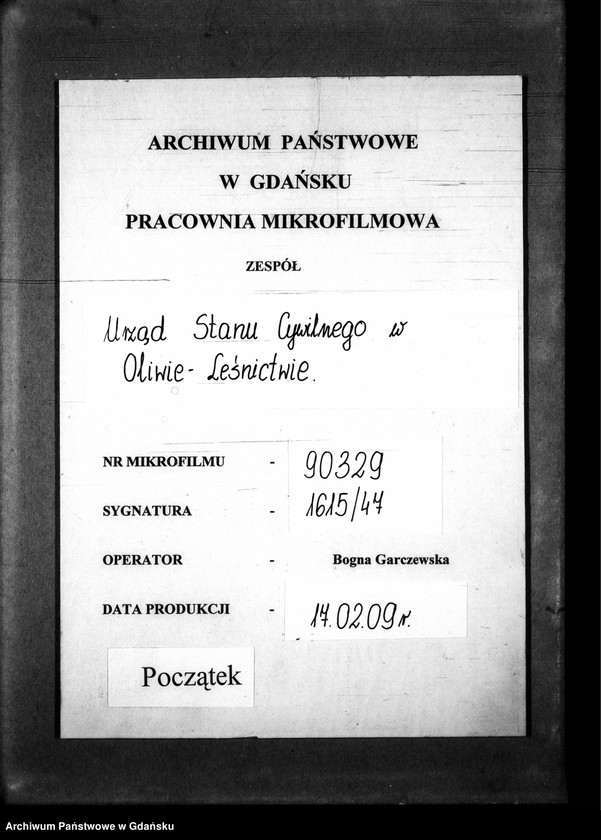 ARCHIWUM PAŃSTWOWE
W GDAŃSKU
PRACOWNIA MIKROFILMOWA
ZESPÓŁ
Urząd Stanu Cywilnego w
Oliwie - Leśnictwie.
NR MIKROFILMU - 90329
SYGNATURA - 1615/47
OPERATOR - Bogna Garczewska
DATA PRODUKCJI - 17.02.09r.
Początek
Archiwum Państwowe w Gdańsku